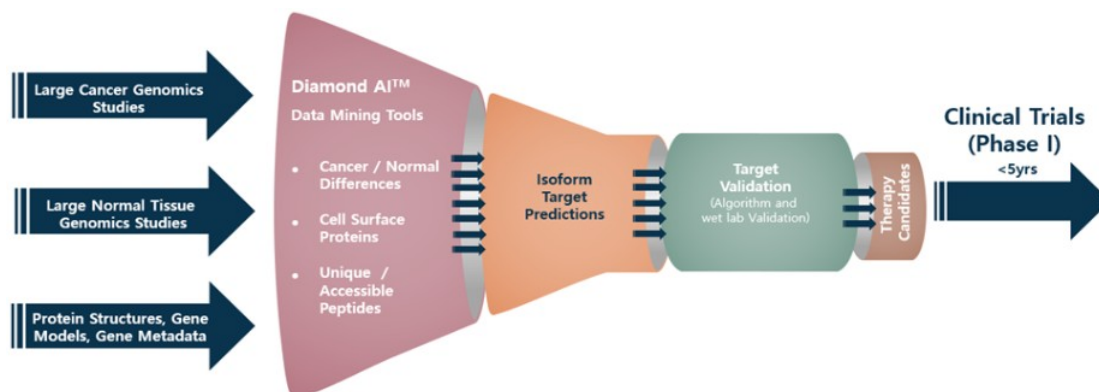 Large Cancer Genomics
Studies
Large Normal Tissue
Genomics Studies
Protein Structures, Gene
Models, Gene Metadata
Diamond AI™
Data Mining Tools
• Cancer / Normal
Differences
• Cell Surface
Proteins
• Unique /
Accessible
Peptides
Isoform
Target
Predictions
Target
Validation
(Algorithm and
wet lab Validation)
Therapy
Candidates
Clinical Trials
(Phase I)
<5yrs